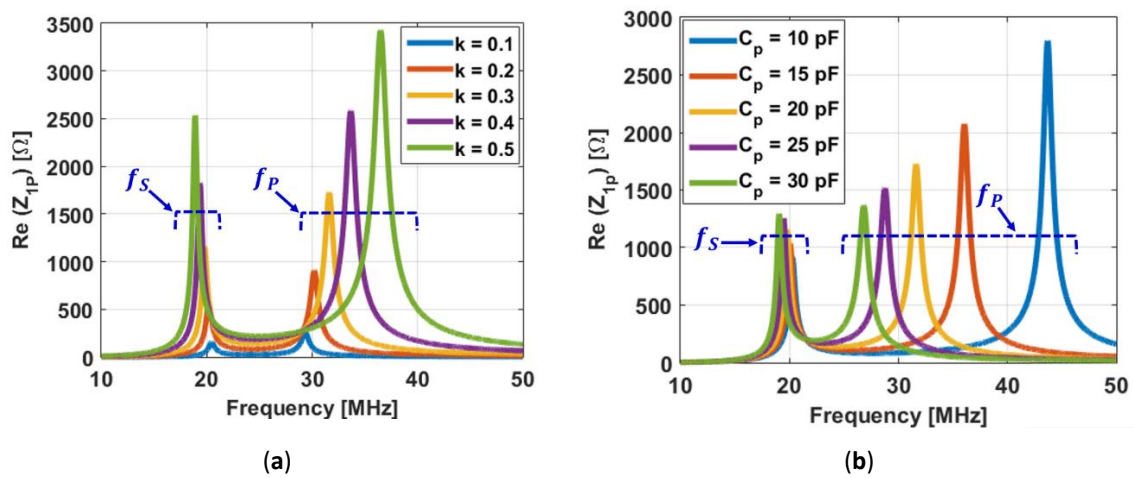 3500
3000
2500
2000
1500
1000
500
0
10
20
30
40
50
Re (Z1P) [Ω]
Frequency [MHz]
k = 0.1
k = 0.2
k = 0.3
k = 0.4
k = 0.5
fS
fP
(a)
3000
2500
2000
1500
1000
500
0
10
20
30
40
50
Re (Z1P) [Ω]
Frequency [MHz]
Cp = 10 pF
Cp = 15 pF
Cp = 20 pF
Cp = 25 pF
Cp = 30 pF
fS
fP
(b)